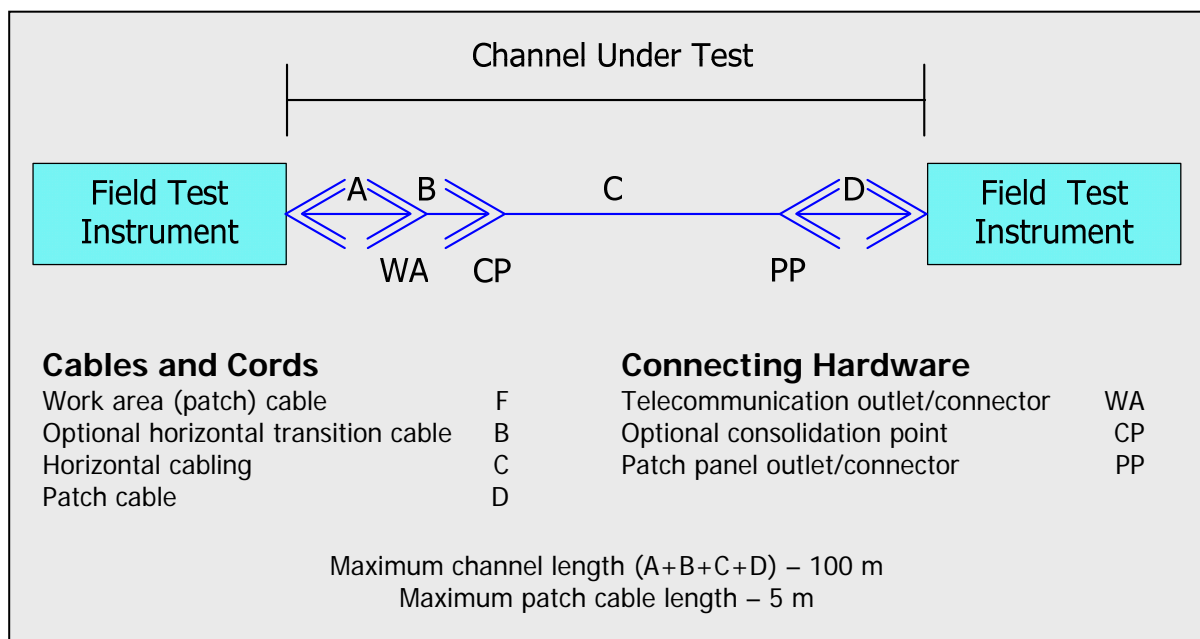 Channel Under Test
Field Test
Instrument
A
B
C
D
Field Test
Instrument
WA
CP
PP
Cables and Cords
Work area (patch) cable F
Optional horizontal transition cable B
Horizontal cabling C
Patch cable D
Connecting Hardware
Telecommunication outlet/connector WA
Optional consolidation point CP
Patch panel outlet/connector PP
Maximum channel length (A+B+C+D) – 100 m
Maximum patch cable length – 5 m